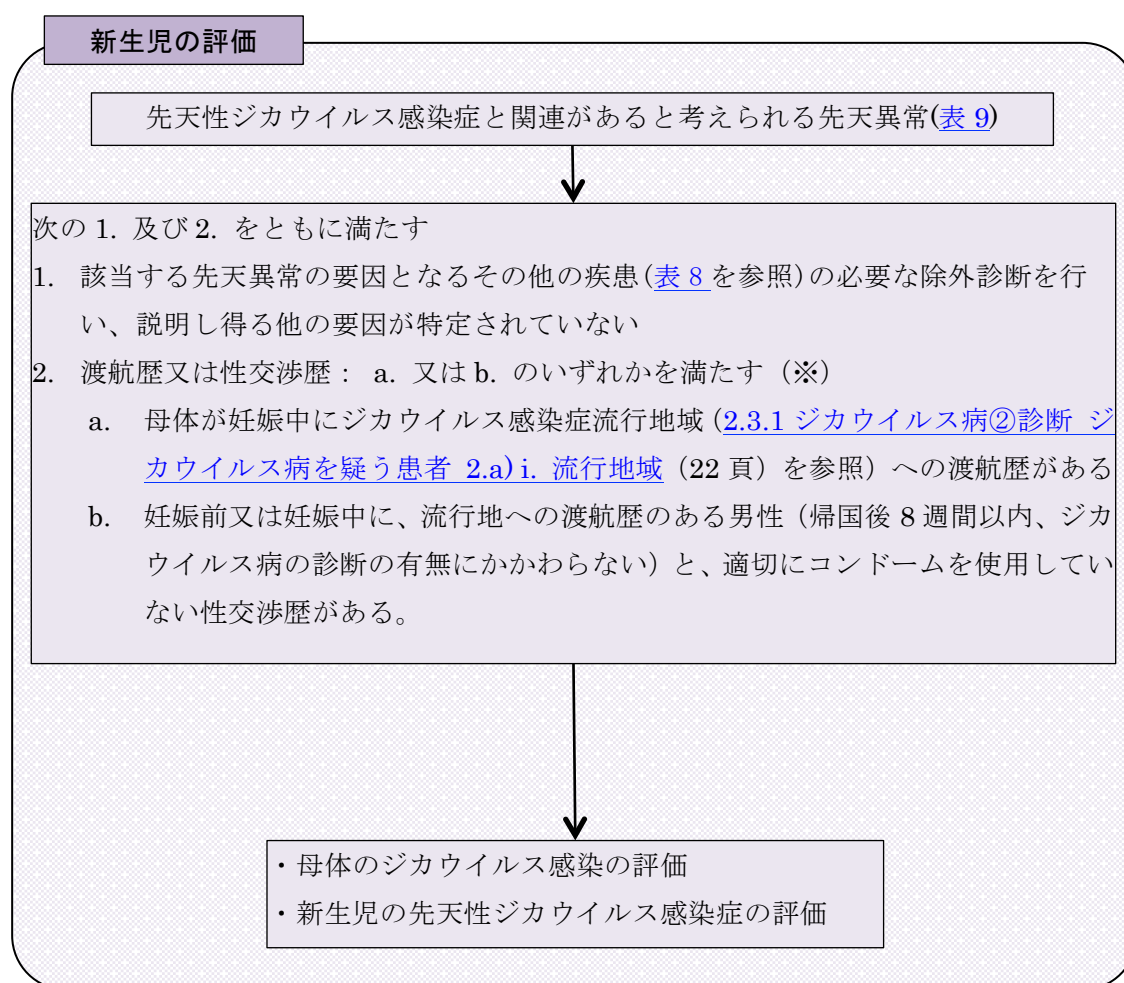 新生児の評価
先天性ジカウイルス感染症と関連があると考えられる先天異常(表 9)
次の 1. 及び 2. をともに満たす
1. 該当する先天異常の要因となるその他の疾患(表 8 を参照)の必要な除外診断を行
い、説明し得る他の要因が特定されていない
2. 渡航歴又は性交渉歴： a. 又は b. のいずれかを満たす（※）
a. 母体が妊娠中にジカウイルス感染症流行地域(2.3.1 ジカウイルス病②診断 ジ
カウイルス病を疑う患者 2.a) i. 流行地域（22 頁）を参照）への渡航歴がある
b. 妊娠前又は妊娠中に、流行地への渡航歴のある男性（帰国後 8 週間以内、ジカ
ウイルス病の診断の有無にかかわらない）と、適切にコンドームを使用してい
ない性交渉歴がある。
・母体のジカウイルス感染の評価
・新生児の先天性ジカウイルス感染症の評価